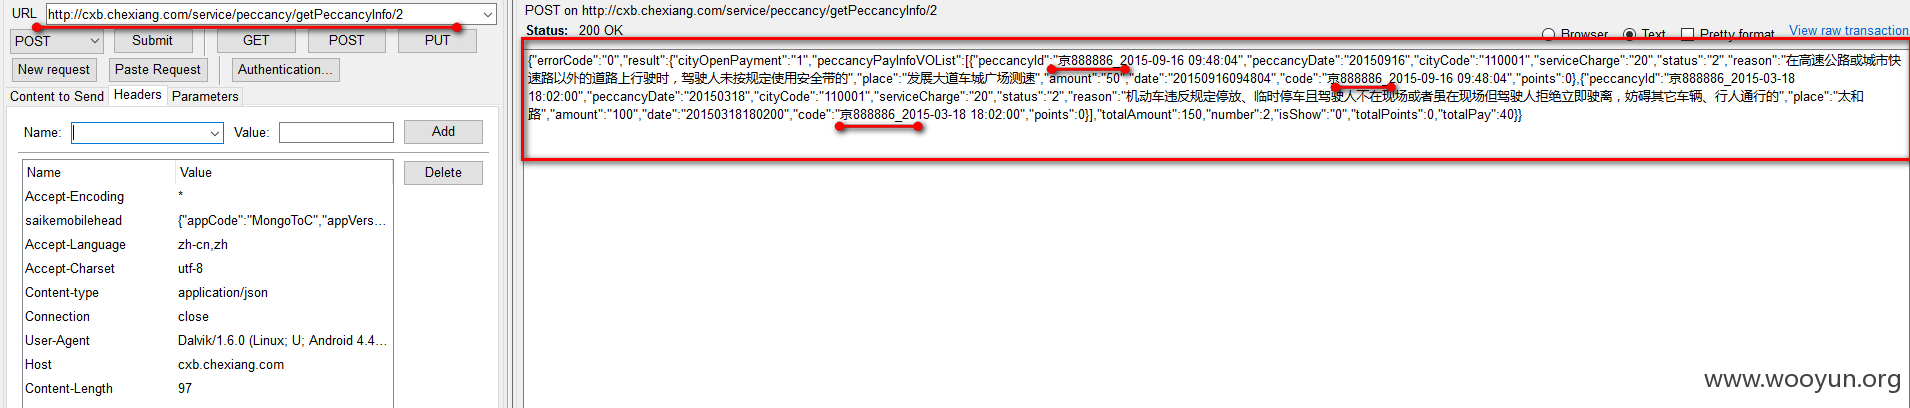 URL http://cxb.chexiang.com/service/peccancy/getPeccancyInfo/2
POST Submit GET POST PUT
New request Paste Request Authentication...
Content to Send Headers Parameters
Name: Value: Add
Name Value Delete
Accept-Encoding *
saikemobilehead {"appCode":"MongoToC","appVers...
Accept-Language zh-cn,zh
Accept-Charset utf-8
Content-type application/json
Connection close
User-Agent Dalvik/1.6.0 (Linux; U; Android 4.4...
Host cxb.chexiang.com
Content-Length 97
POST on http://cxb.chexiang.com/service/peccancy/getPeccancyInfo/2
Status: 200 OK
Browser Text Pretty format View raw transaction
{"errorCode":"0","result":{"cityOpenPayment":"1","peccancyPayInfoVOList":[{"peccancyId":"京888886_2015-09-16 09:48:04","peccancyDate":"20150916","cityCode":"110001","serviceCharge":"20","status":"2","reason":"在高速公路或城市快
速路以外的道路上行驶时，驾驶人未按规定使用安全带的","place":"发展大道车城广场测速","amount":"50","date":"20150916094804","code":"京888886_2015-09-16 09:48:04","points":0},{"peccancyId":"京888886_2015-03-18
18:02:00","peccancyDate":"20150318","cityCode":"110001","serviceCharge":"20","status":"2","reason":"机动车违反规定停放、临时停车且驾驶人不在现场或者虽在现场但驾驶人拒绝立即驶离，妨碍其它车辆、行人通行的","place":"太和
路","amount":"100","date":"20150318180200","code":"京888886_2015-03-18 18:02:00","points":0}],"totalAmount":150,"number":2,"isShow":"0","totalPoints":0,"totalPay":40}}
www.wooyun.org